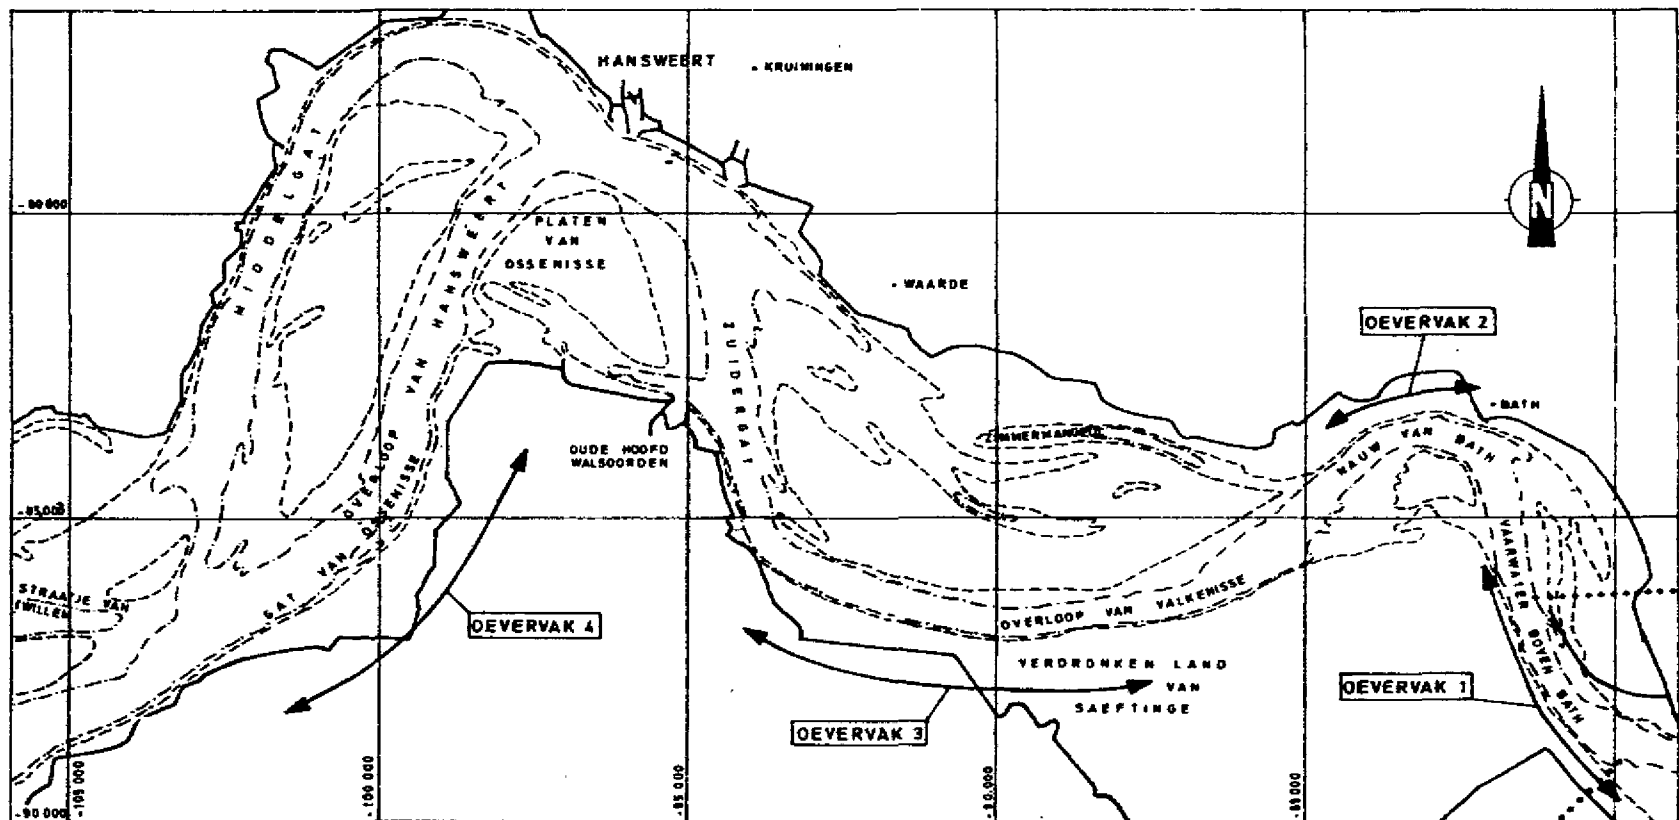 HANSWEERT
KRUININGEN
MIDDELGAT
-80 000
PLATEN
VAN
OSSENISSE
OVERLOOP VAN HANSWEERT
N
WAARDE
ZUIDERGAT
OEVERVAK 2
BATH
OUDE HOOFD
WALSOORDEN
ZIMMERMANGEUL
NAUW VAN BATH
-85 000
GAT VAN OSSENISSE
STRAATJE VAN
WILLEM
VAARWATER BOVEN BATH
OVERLOOP VAN VALKENISSE
OEVERVAK 4
VERDRONKEN LAND
VAN
SAEFTINGE
OEVERVAK 1
OEVERVAK 3
-90 000
-105 000
-100 000
-95 000
-90 000
-85 000